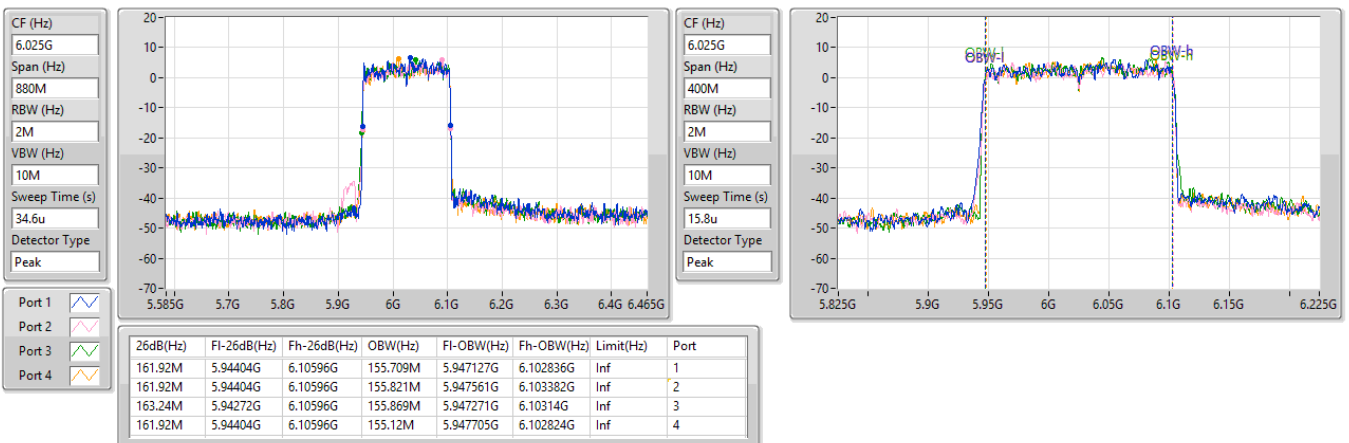 CF (Hz)
6.025G
Span (Hz)
880M
RBW (Hz)
2M
VBW (Hz)
10M
Sweep Time (s)
34.6u
Detector Type
Peak
20
10
0
-10
-20
-30
-40
-50
-60
-70
5.585G 5.7G 5.8G 5.9G 6G 6.1G 6.2G 6.3G 6.4G 6.465G
CF (Hz)
6.025G
Span (Hz)
400M
RBW (Hz)
2M
VBW (Hz)
10M
Sweep Time (s)
15.8u
Detector Type
Peak
20
10
0
-10
-20
-30
-40
-50
-60
-70
OBW-l OBW-h
5.825G 5.9G 5.95G 6G 6.05G 6.1G 6.15G 6.225G
Port 1
Port 2
Port 3
Port 4
26dB(Hz) Fl-26dB(Hz) Fh-26dB(Hz) OBW(Hz) Fl-OBW(Hz) Fh-OBW(Hz) Limit(Hz) Port
161.92M 5.94404G 6.10596G 155.709M 5.947127G 6.102836G Inf 1
161.92M 5.94404G 6.10596G 155.821M 5.947561G 6.103382G Inf 2
163.24M 5.94272G 6.10596G 155.869M 5.947271G 6.10314G Inf 3
161.92M 5.94404G 6.10596G 155.12M 5.947705G 6.102824G Inf 4